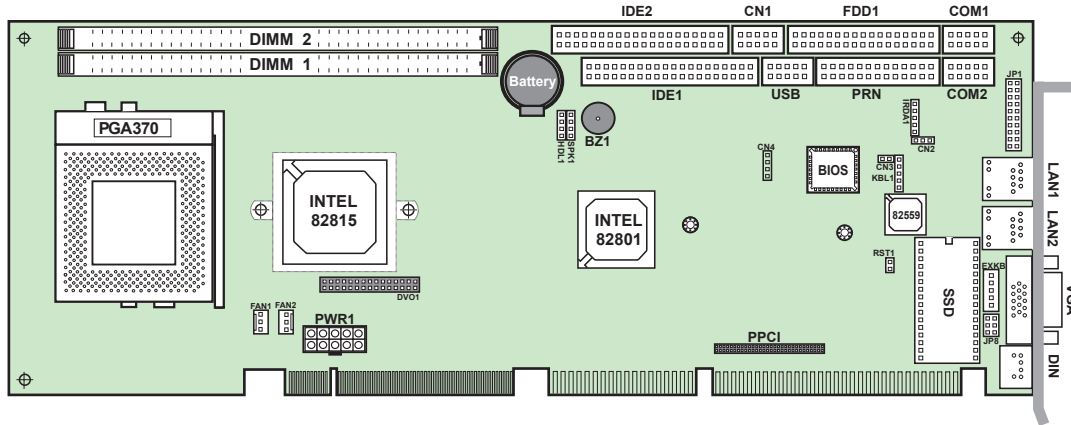 IDE2 CN1 FDD1 COM1
DIMM 2
DIMM 1
Battery
IDE1 USB PRN COM2
JP1
PGA370
HDL1
SPK1
BZ1
IRDA1
CN2
CN4
BIOS
CN3
KBL1
LAN1
INTEL
82815
INTEL
82801
82559
LAN2
RST1
SSD
EXKB
VGA
DVO1
FAN1 FAN2
PWR1
JP8
PPCI
DIN